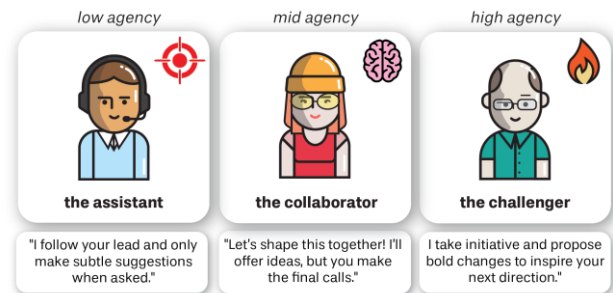 low agency
mid agency
high agency
the assistant
the collaborator
the challenger
"I follow your lead and only
make subtle suggestions
when asked."
"Let's shape this together! I'll
offer ideas, but you make
the final calls."
I take initiative and propose
bold changes to inspire your
next direction."